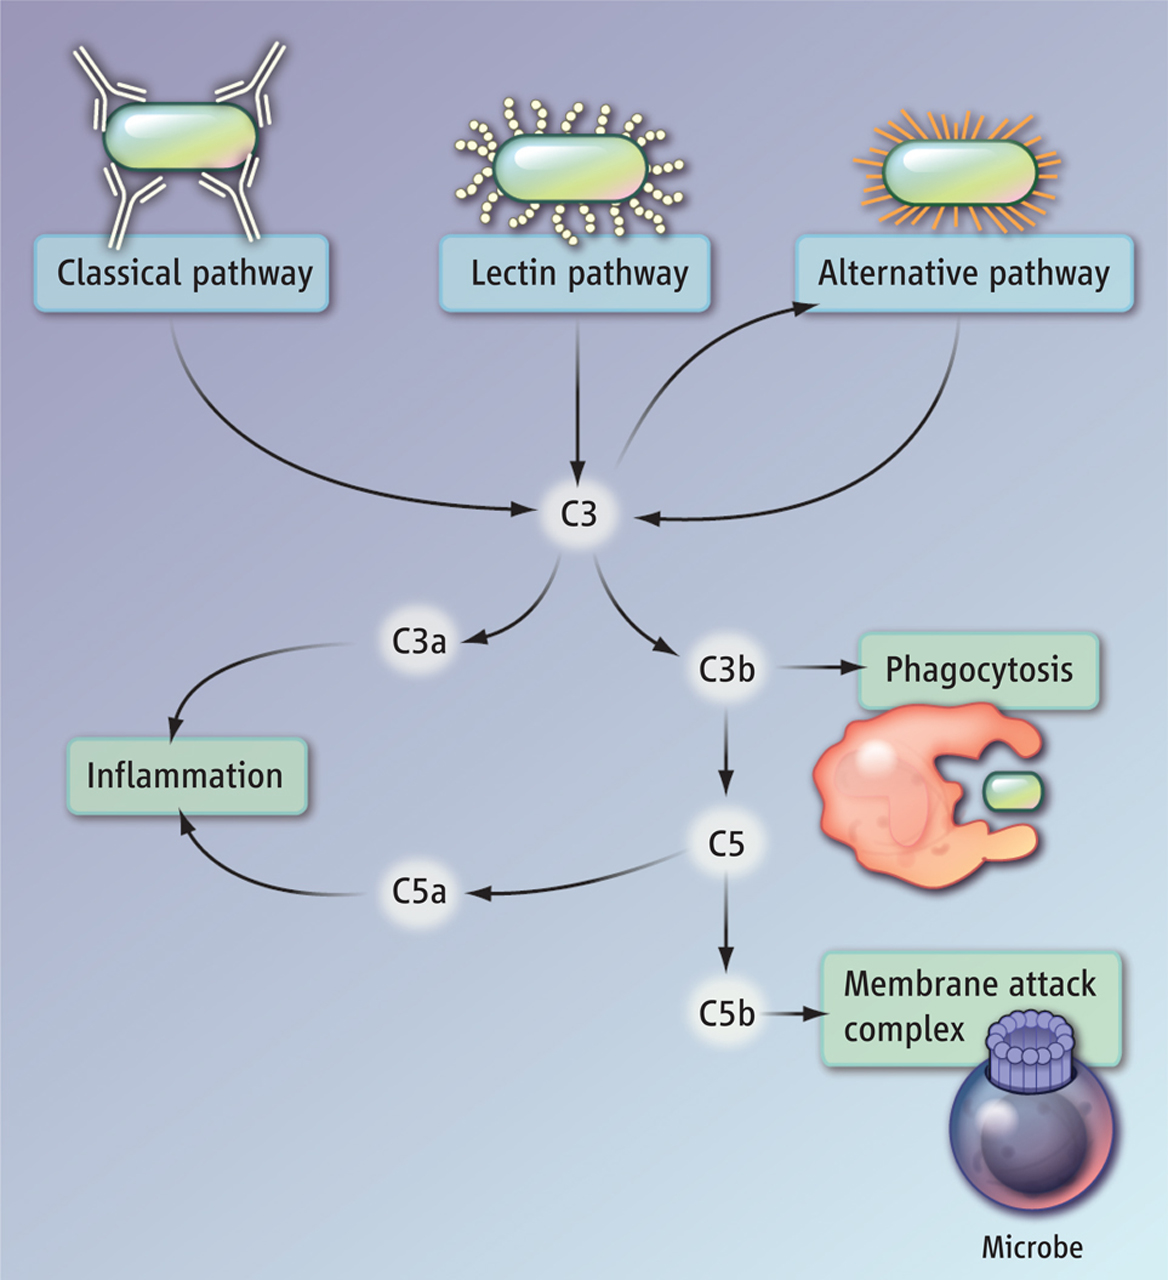 Classical pathway
Lectin pathway
Alternative pathway
C3
C3a
C3b
Phagocytosis
Inflammation
C5
C5a
C5b
Membrane attack
complex
Microbe